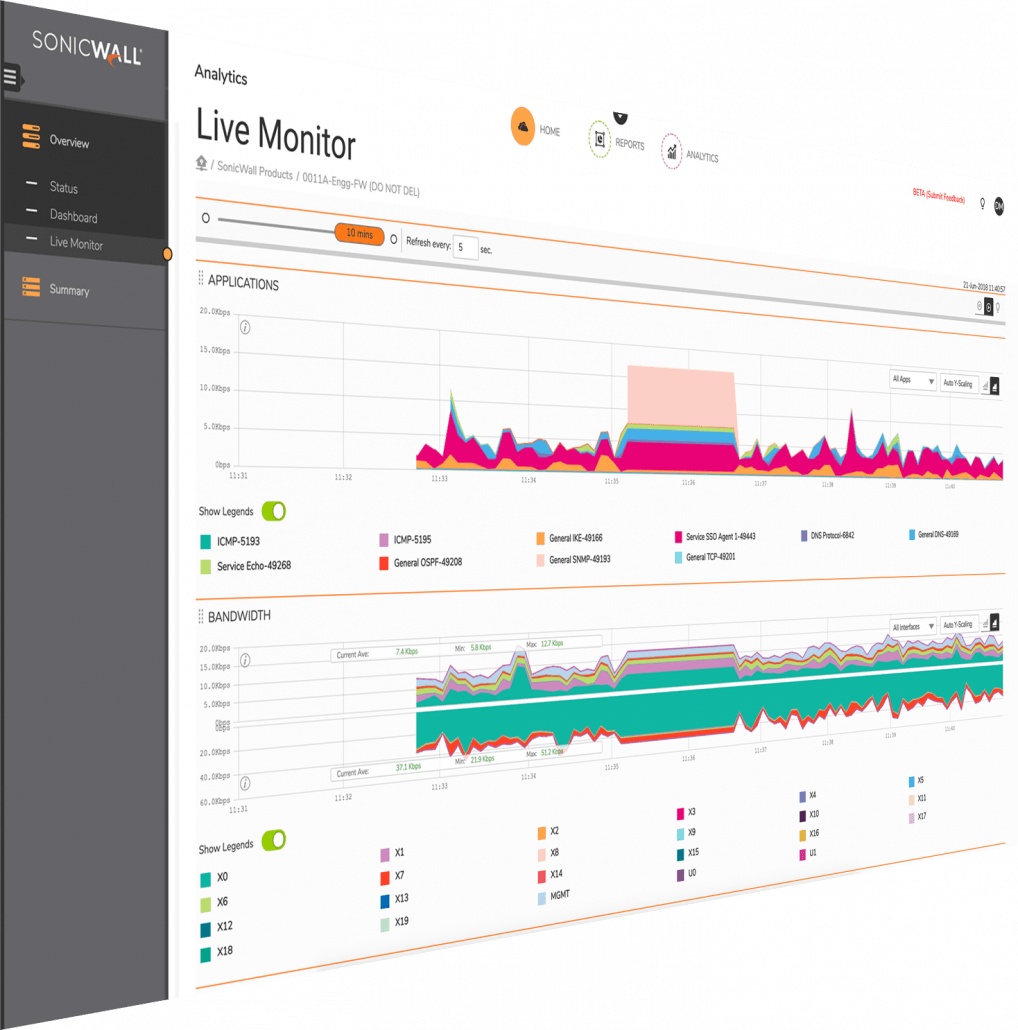 SONICWALL
Overview
Status
Dashboard
Live Monitor
Summary
Analytics
Live Monitor
HOME
REPORTS
ANALYTICS
/ SonicWall Products / 0011A-Engg-FW (DO NOT DEL)
BETA (Submit Feedback)
DM
10 mins
Refresh every: 5 sec.
21-Jun-2018 11:40:57
APPLICATIONS
20.0Kbps
15.0Kbps
10.0Kbps
5.0Kbps
0bps
All Apps
Auto Y-Scaling
11:31 11:32 11:33 11:34 11:35 11:36 11:37 11:38 11:39 11:40
Show Legends
ICMP-5193 ICMP-5195 General IKE-49166 Service SSO Agent 1-49443 DNS Protocol-6842 General DNS-49169
Service Echo-49268 General OSPF-49208 General SNMP-49193 General TCP-49201
BANDWIDTH
All Interfaces
Auto Y-Scaling
20.0Kbps
15.0Kbps
10.0Kbps
5.0Kbps
0bps
0bps
20.0Kbps
40.0Kbps
60.0Kbps
Current Ave: 7.4 Kbps Min: 5.8 Kbps Max: 12.7 Kbps
Current Ave: 37.1 Kbps Min: 21.9 Kbps Max: 51.2 Kbps
11:31 11:32 11:33 11:34 11:35 11:36 11:37 11:38 11:39 11:40
Show Legends
X0 X1 X2 X3 X4 X5
X6 X7 X8 X9 X10 X11
X12 X13 X14 X15 X16 X17
X18 X19 MGMT U0 U1